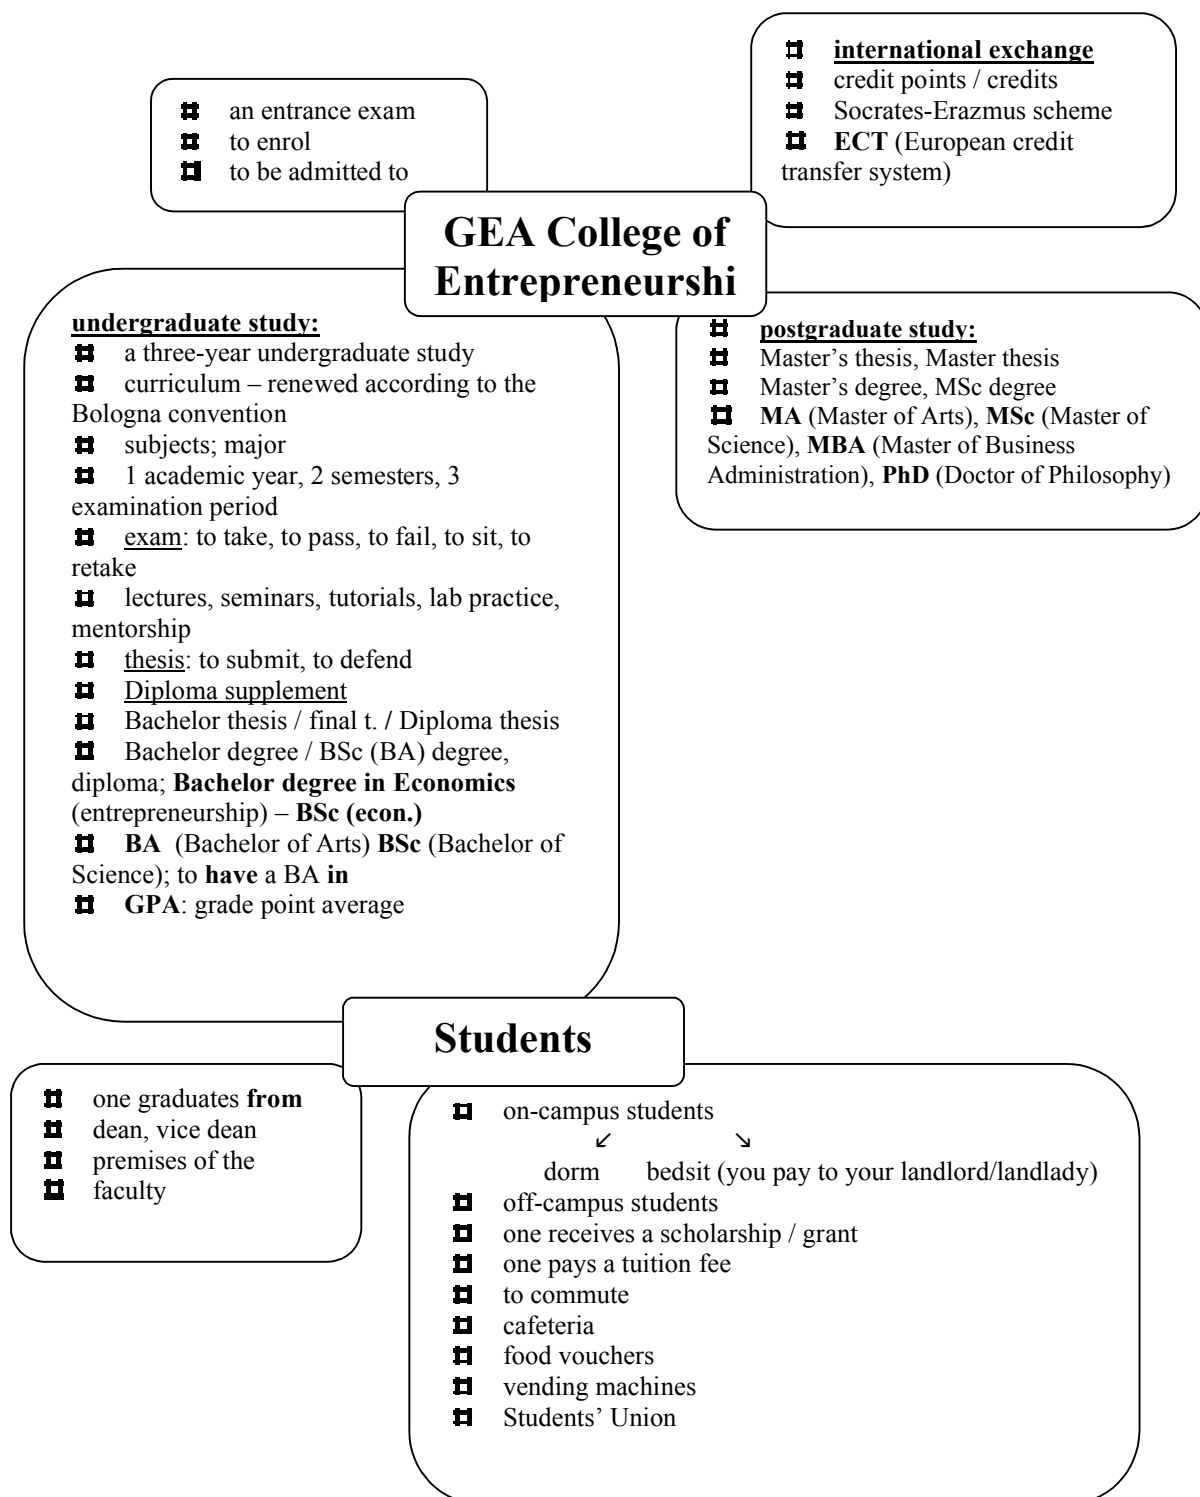 international exchange
credit points / credits
Socrates-Erazmus scheme
ECT (European credit
transfer system)
an entrance exam
to enrol
to be admitted to
GEA College of
Entrepreneurshi
undergraduate study:
a three-year undergraduate study
curriculum – renewed according to the
Bologna convention
subjects; major
1 academic year, 2 semesters, 3
examination period
exam: to take, to pass, to fail, to sit, to
retake
lectures, seminars, tutorials, lab practice,
mentorship
thesis: to submit, to defend
Diploma supplement
Bachelor thesis / final t. / Diploma thesis
Bachelor degree / BSc (BA) degree,
diploma; Bachelor degree in Economics
(entrepreneurship) – BSc (econ.)
BA (Bachelor of Arts) BSc (Bachelor of
Science); to have a BA in
GPA: grade point average
postgraduate study:
Master's thesis, Master thesis
Master's degree, MSc degree
MA (Master of Arts), MSc (Master of
Science), MBA (Master of Business
Administration), PhD (Doctor of Philosophy)
Students
one graduates from
dean, vice dean
premises of the
faculty
on-campus students
↙ ↘
dorm bedsit (you pay to your landlord/landlady)
off-campus students
one receives a scholarship / grant
one pays a tuition fee
to commute
cafeteria
food vouchers
vending machines
Students' Union